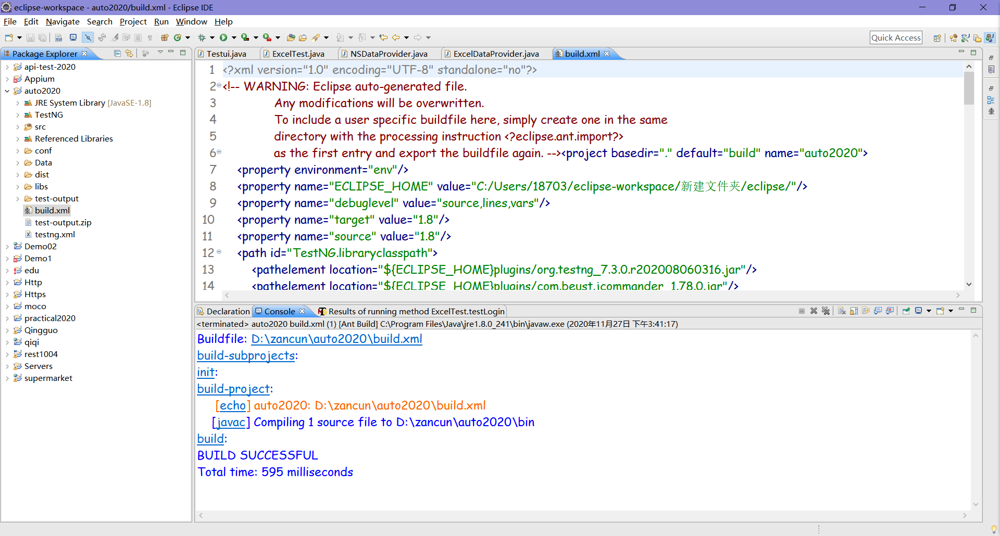 eclipse-workspace - auto2020/build.xml - Eclipse IDE
File Edit Navigate Search Project Run Window Help
Quick Access
Package Explorer
Testui.java ExcelTest.java NSDataProvider.java ExcelDataProvider.java build.xml
api-test-2020
Appium
auto2020
JRE System Library [JavaSE-1.8]
TestNG
src
Referenced Libraries
conf
Data
dist
libs
test-output
build.xml
test-output.zip
testng.xml
Demo02
Demo1
edu
Http
Https
moco
practical2020
Qingguo
qiqi
rest1004
Servers
supermarket
1 <?xml version="1.0" encoding="UTF-8" standalone="no"?>
2 <!-- WARNING: Eclipse auto-generated file.
3 Any modifications will be overwritten.
4 To include a user specific buildfile here, simply create one in the same
5 directory with the processing instruction <?eclipse.ant.import?>
6 as the first entry and export the buildfile again. --><project basedir="." default="build" name="auto2020">
7 <property environment="env"/>
8 <property name="ECLIPSE_HOME" value="C:/Users/18703/eclipse-workspace/新建文件夹/eclipse/"/>
9 <property name="debuglevel" value="source,lines,vars"/>
10 <property name="target" value="1.8"/>
11 <property name="source" value="1.8"/>
12 <path id="TestNG.libraryclasspath">
13 <pathelement location="${ECLIPSE_HOME}plugins/org.testng_7.3.0.r202008060316.jar"/>
14 <pathelement location="${ECLIPSE_HOME}plugins/com.beust.jcommander_1.78.0.jar"/>
Declaration Console Results of running method ExcelTest.testLogin
<terminated> auto2020 build.xml (1) [Ant Build] C:\Program Files\Java\jre1.8.0_241\bin\javaw.exe (2020年11月27日 下午3:41:17)
Buildfile: D:\zancun\auto2020\build.xml
build-subprojects:
init:
build-project:
[echo] auto2020: D:\zancun\auto2020\build.xml
[javac] Compiling 1 source file to D:\zancun\auto2020\bin
build:
BUILD SUCCESSFUL
Total time: 595 milliseconds